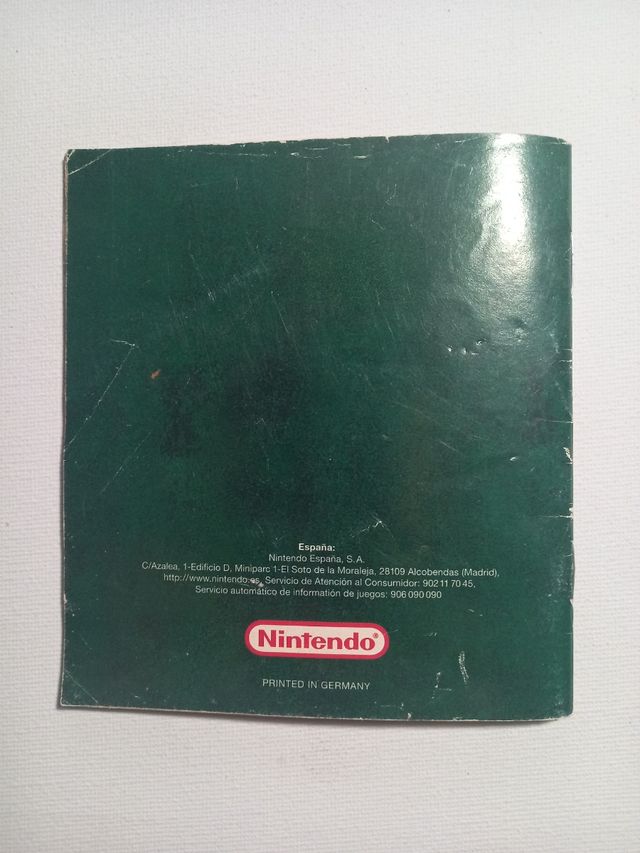 España:
Nintendo España, S.A.
C/Azalea, 1-Edificio D, Miniparc 1-El Soto de la Moraleja, 28109 Alcobendas (Madrid),
http://www.nintendo.es, Servicio de Atención al Consumidor: 902 11 70 45,
Servicio automático de informatión de juegos: 906 090 090
Nintendo®
PRINTED IN GERMANY